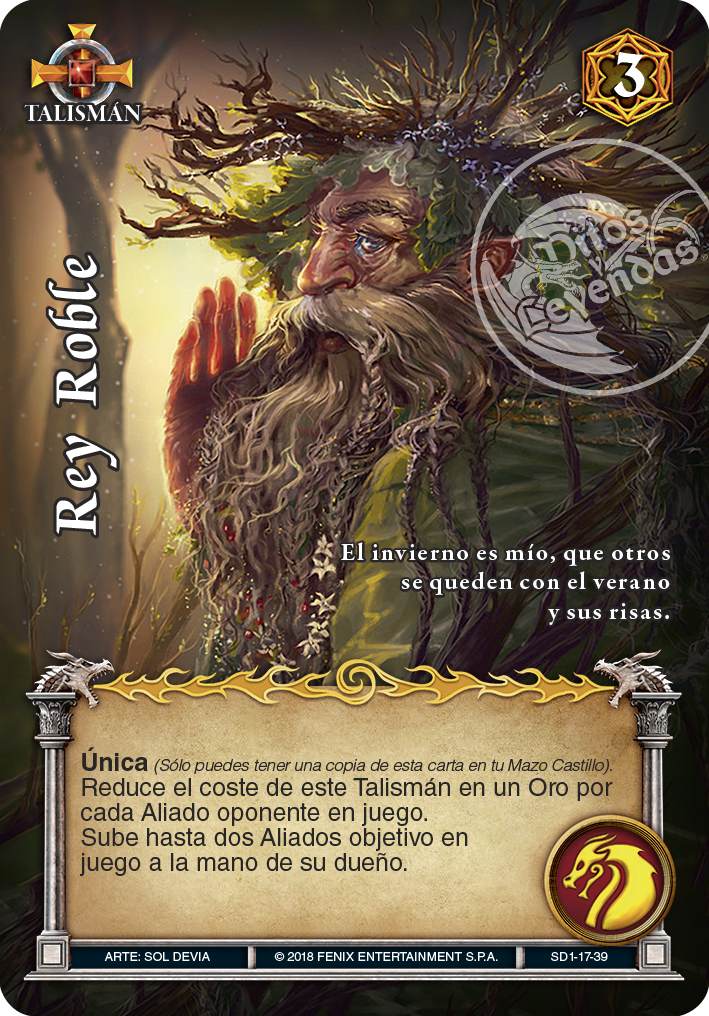 TALISMÁN
3
Mitos
y
Leyendas
®
Rey Roble
El invierno es mío, que otros
se queden con el verano
y sus risas.
Única (Sólo puedes tener una copia de esta carta en tu Mazo Castillo).
Reduce el coste de este Talismán en un Oro por
cada Aliado oponente en juego.
Sube hasta dos Aliados objetivo en
juego a la mano de su dueño.
ARTE: SOL DEVIA
© 2018 FENIX ENTERTAINMENT S.P.A.
SD1-17-39